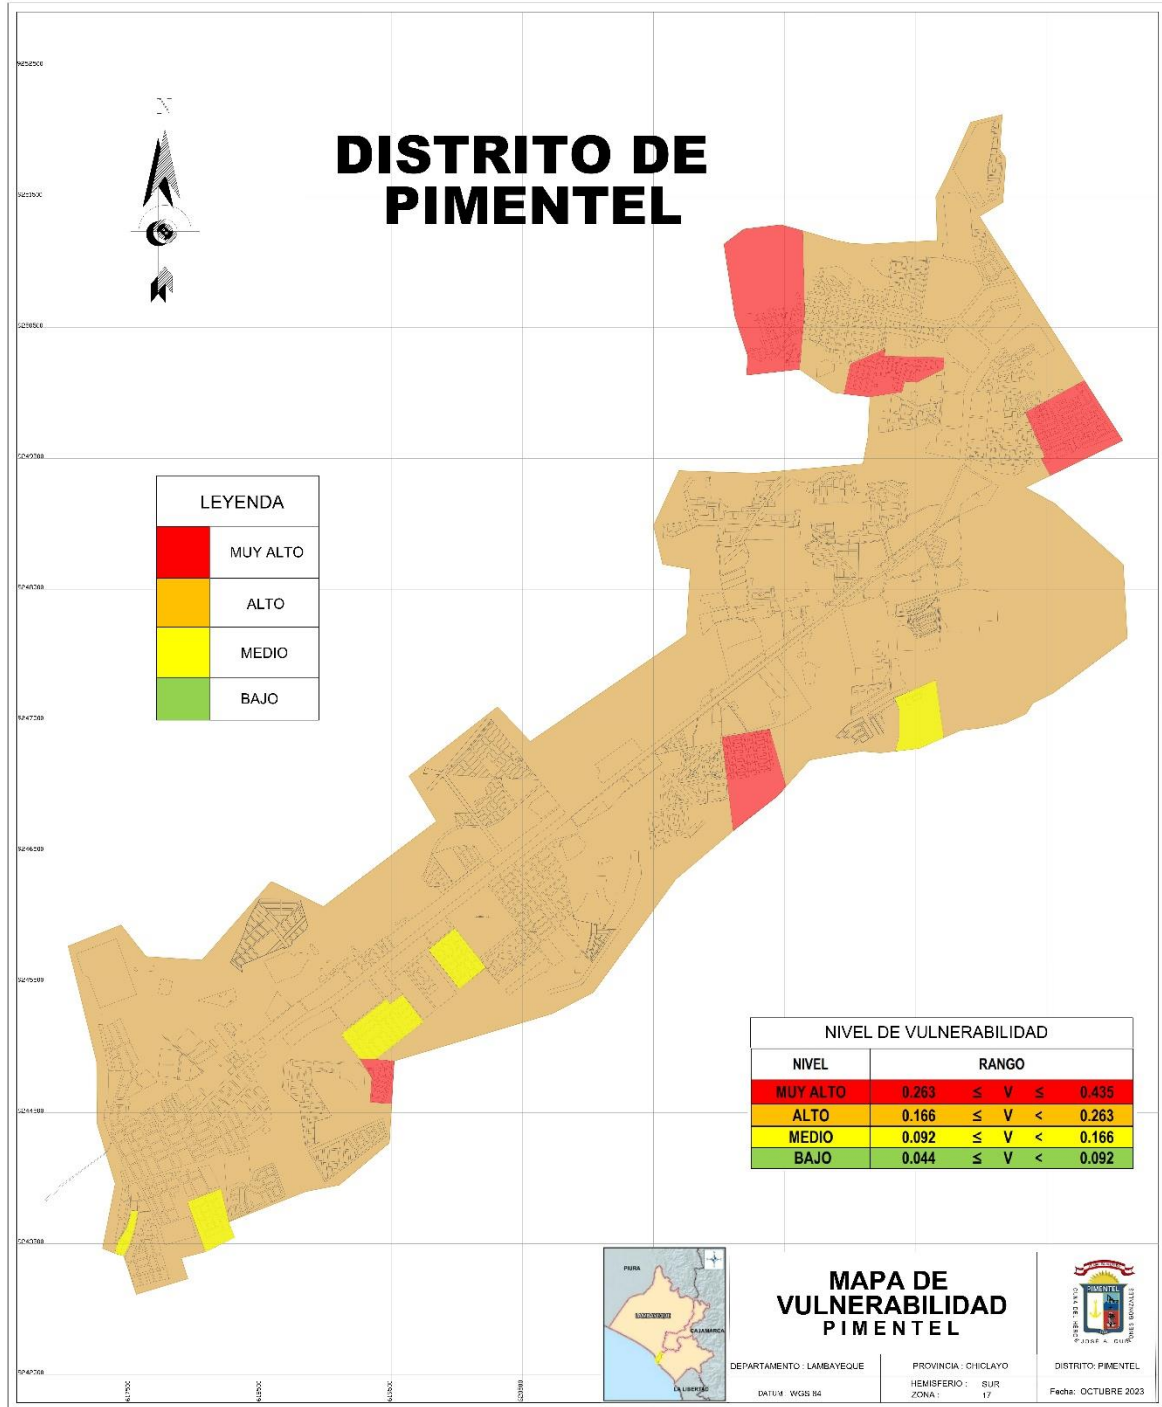 N
DISTRITO DE
PIMENTEL
LEYENDA
MUY ALTO
ALTO
MEDIO
BAJO
NIVEL DE VULNERABILIDAD
NIVEL RANGO
MUY ALTO 0.263 ≤ V ≤ 0.435
ALTO 0.166 ≤ V < 0.263
MEDIO 0.092 ≤ V < 0.166
BAJO 0.044 ≤ V < 0.092
PIURA
LAMBAYEQUE
CAJAMARCA
LA LIBERTAD
MAPA DE
VULNERABILIDAD
PIMENTEL
PIMENTEL
DEPARTAMENTO : LAMBAYEQUE
PROVINCIA : CHICLAYO
DISTRITO: PIMENTEL
DATUM WGS 84
HEMISFERIO : SUR
ZONA : 17
Fecha: OCTUBRE 2023